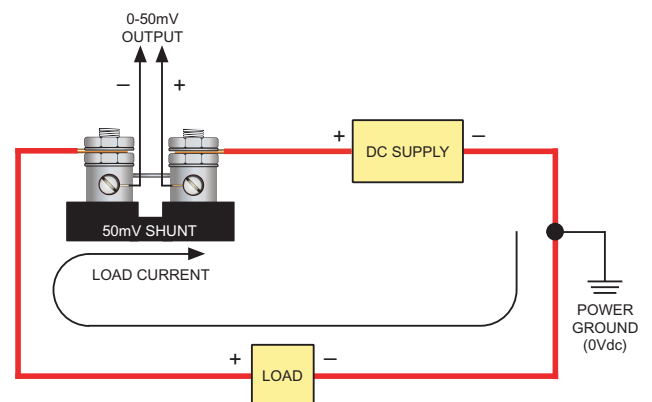 0-50mV
OUTPUT
– +
+ DC SUPPLY –
50mV SHUNT
LOAD CURRENT
POWER
GROUND
(0Vdc)
+ LOAD –